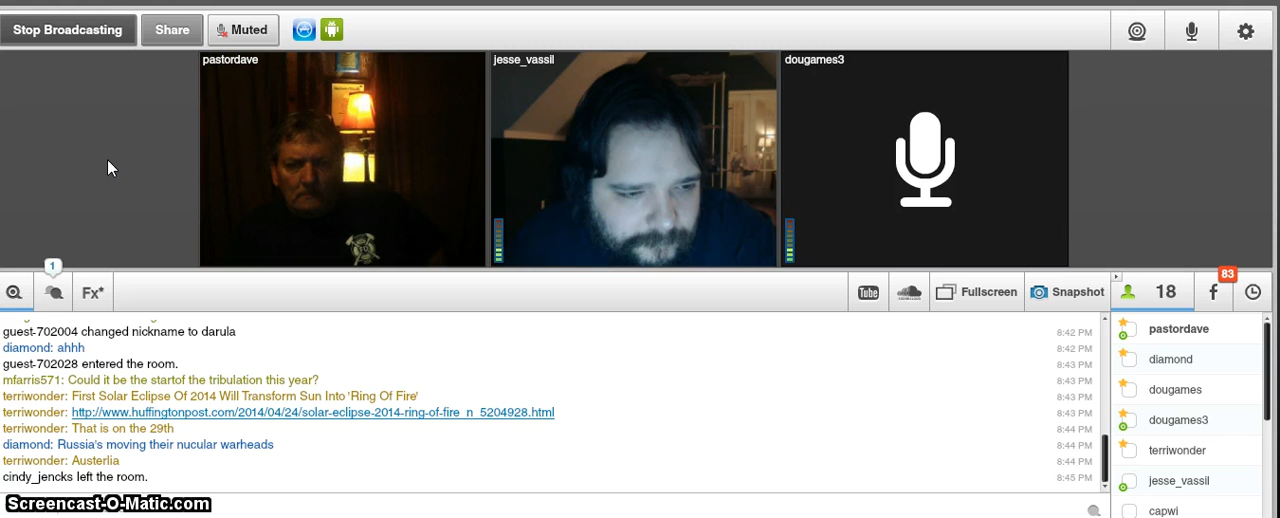 Stop Broadcasting
Share
Muted
pastordave
jesse_vassil
dougames3
1
Fx*
You Tube
Fullscreen
Snapshot
18
83
guest-702004 changed nickname to darula
8:42 PM
diamond: ahhh
8:42 PM
guest-702028 entered the room.
8:43 PM
mfarris571: Could it be the startof the tribulation this year?
8:43 PM
terriwonder: First Solar Eclipse Of 2014 Will Transform Sun Into 'Ring Of Fire'
8:43 PM
terriwonder: http://www.huffingtonpost.com/2014/04/24/solar-eclipse-2014-ring-of-fire_n_5204928.html
8:43 PM
terriwonder: That is on the 29th
8:44 PM
diamond: Russia's moving their nucular warheads
8:44 PM
terriwonder: Austerlia
8:44 PM
cindy_jencks left the room.
8:45 PM
pastordave
diamond
dougames
dougames3
terriwonder
jesse_vassil
capwi
Screencast-O-Matic.com